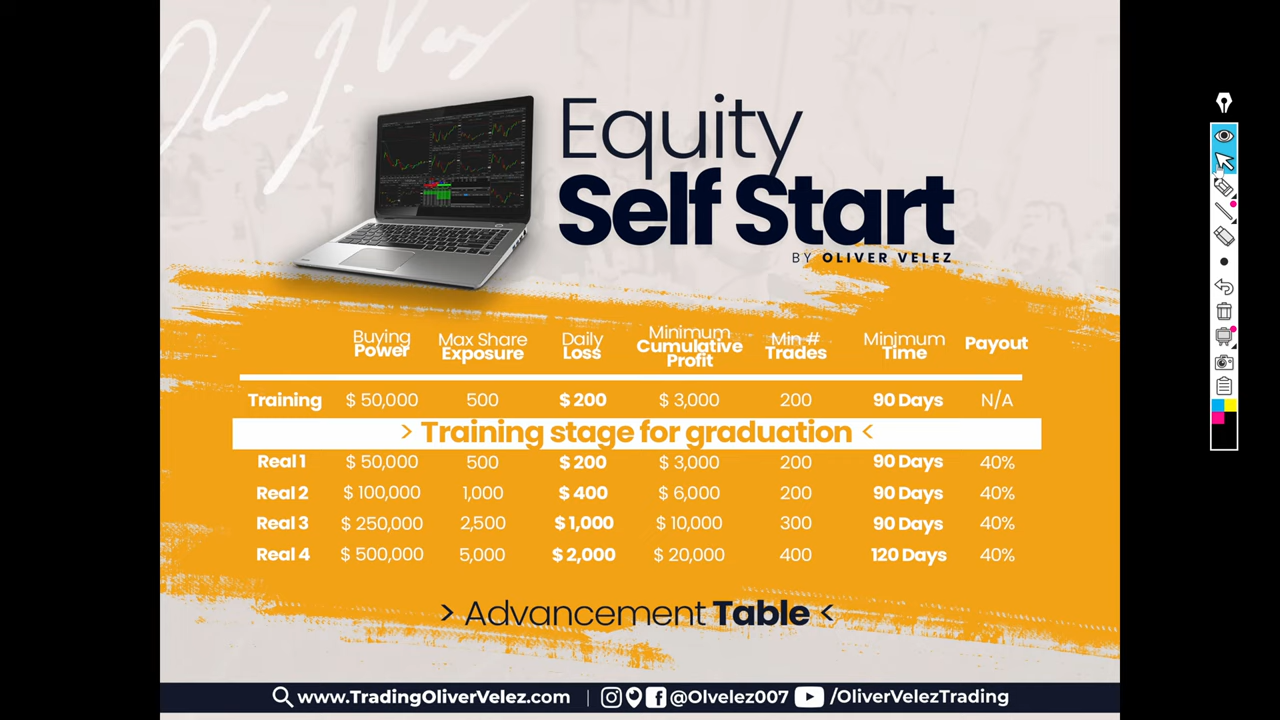 Equity
Self Start
BY OLIVER VELEZ
Buying Power Max Share Exposure Daily Loss Minimum Cumulative Profit Min # Trades Minimum Time Payout
Training $ 50,000 500 $ 200 $ 3,000 200 90 Days N/A
> Training stage for graduation <
Real 1 $ 50,000 500 $ 200 $ 3,000 200 90 Days 40%
Real 2 $ 100,000 1,000 $ 400 $ 6,000 200 90 Days 40%
Real 3 $ 250,000 2,500 $ 1,000 $ 10,000 300 90 Days 40%
Real 4 $ 500,000 5,000 $ 2,000 $ 20,000 400 120 Days 40%
> Advancement Table <
www.TradingOliverVelez.com | @Olvelez007 /OliverVelezTrading